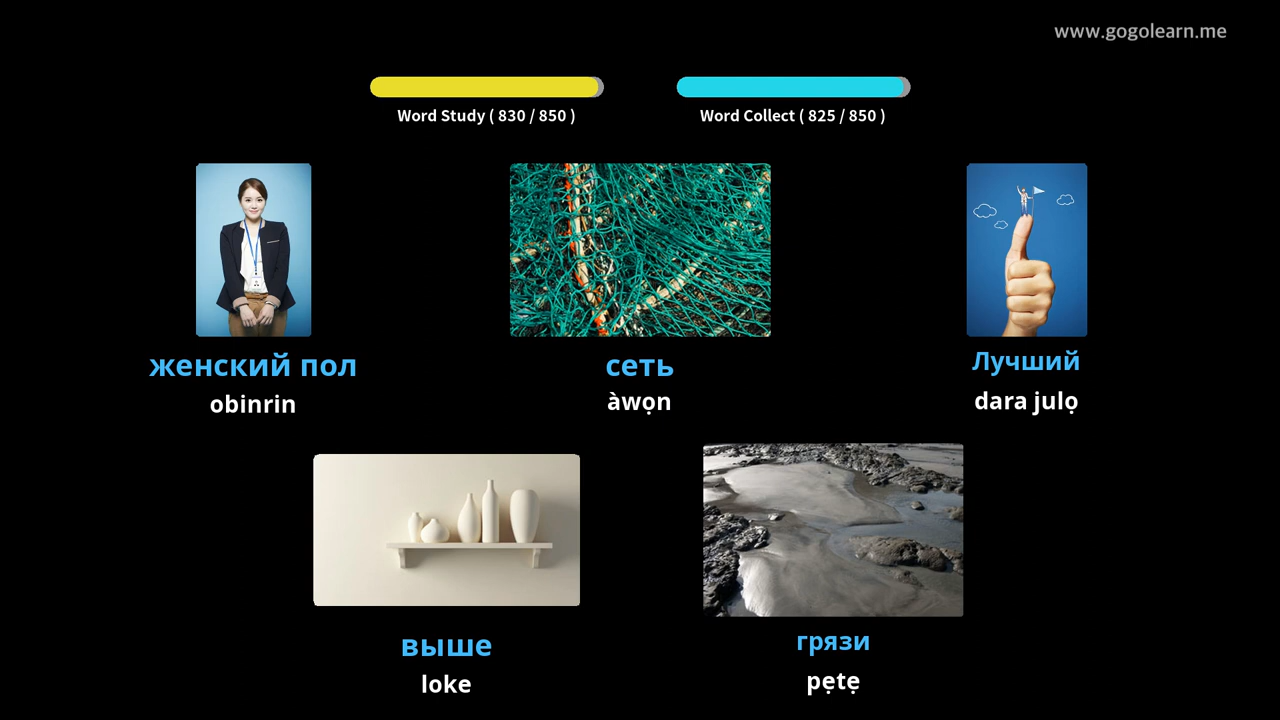 www.gogolearn.me
Word Study ( 830 / 850 )
Word Collect ( 825 / 850 )
женский пол
obinrin
сеть
àwọn
Лучший
dara julọ
выше
loke
грязи
pẹtẹ